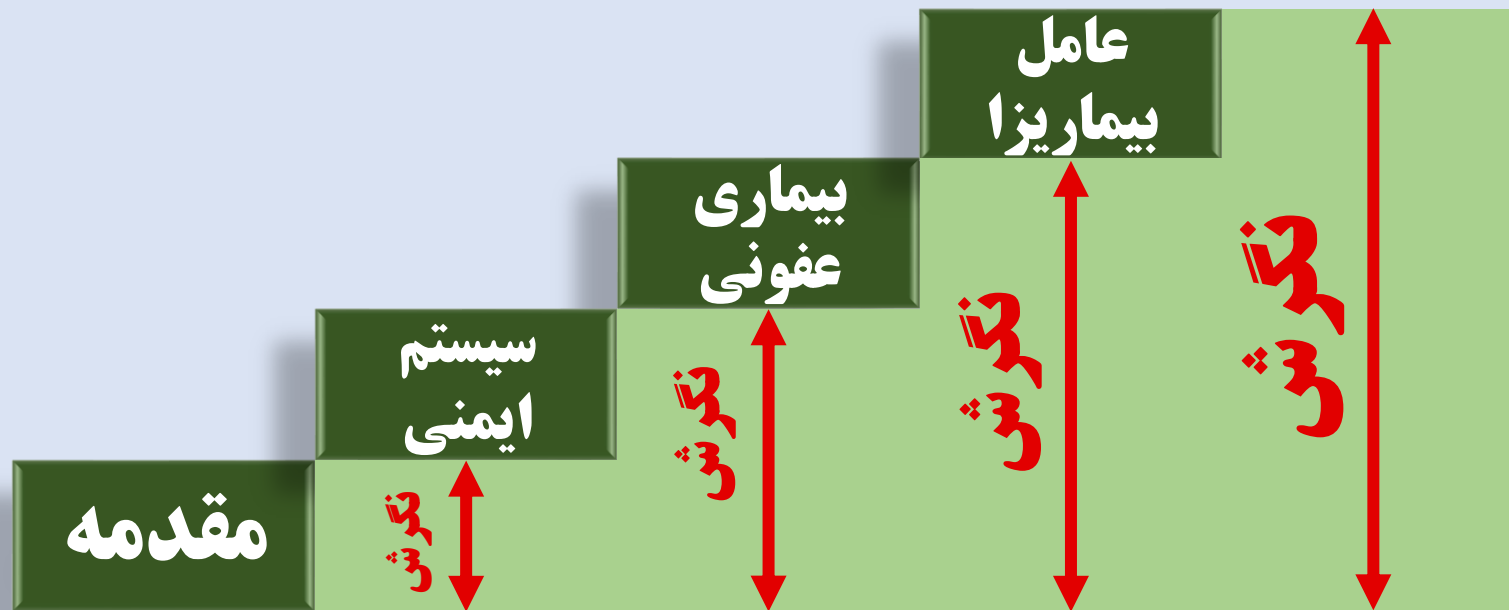 مقدمه
سیستم
ایمنی
بیماری
عفونی
عامل
بیماریزا
نگرش
نگرش
نگرش
نگرش